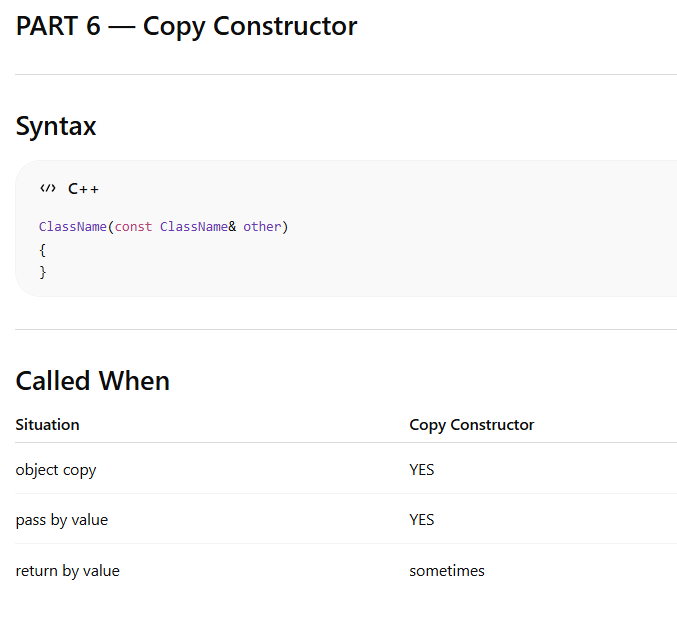 PART 6 — Copy Constructor
Syntax
C++
ClassName(const ClassName& other)
{
}
Called When
Situation Copy Constructor
object copy YES
pass by value YES
return by value sometimes